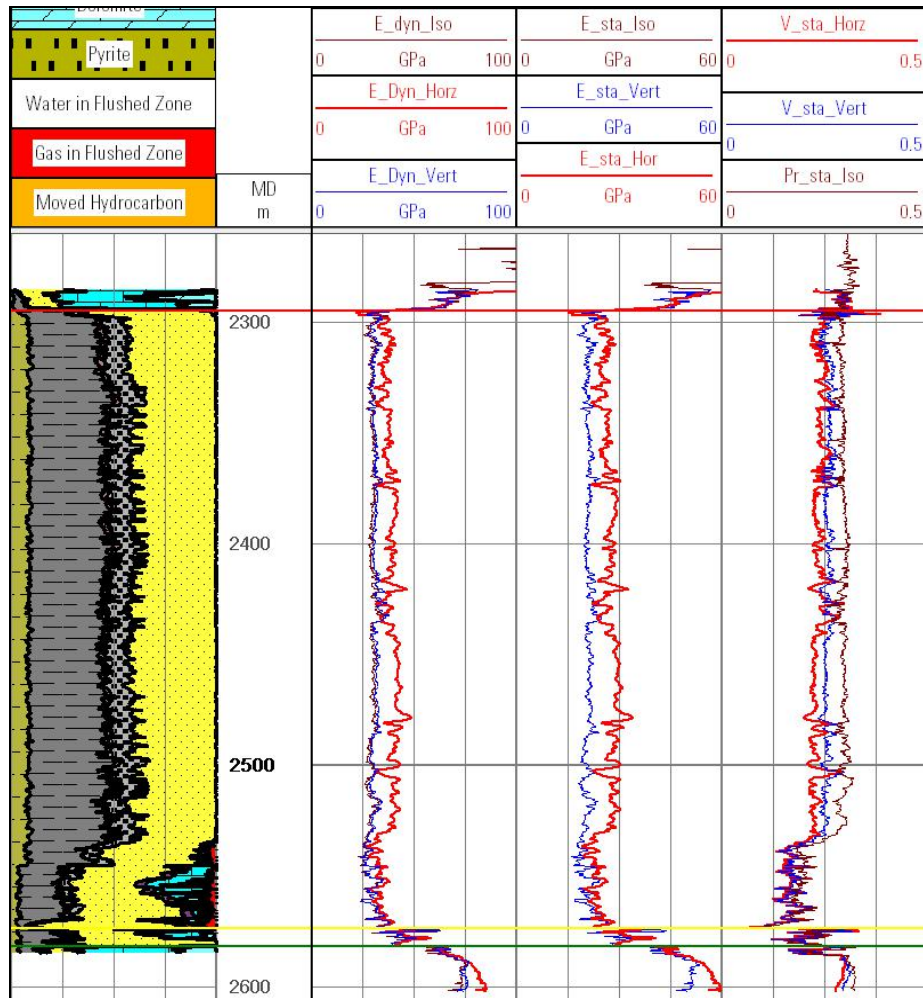 Dolomite
Pyrite
Water in Flushed Zone
Gas in Flushed Zone
Moved Hydrocarbon
MD
m
E_dyn_Iso
0 GPa 100
E_Dyn_Horz
0 GPa 100
E_Dyn_Vert
0 GPa 100
E_sta_Iso
0 GPa 60
E_sta_Vert
0 GPa 60
E_sta_Hor
0 GPa 60
V_sta_Horz
0 0.5
V_sta_Vert
0 0.5
Pr_sta_Iso
0 0.5
2300
2400
2500
2600